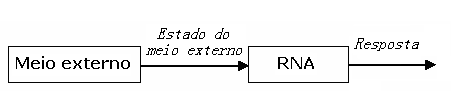 Estado do
meio externo
Meio externo
RNA
Resposta